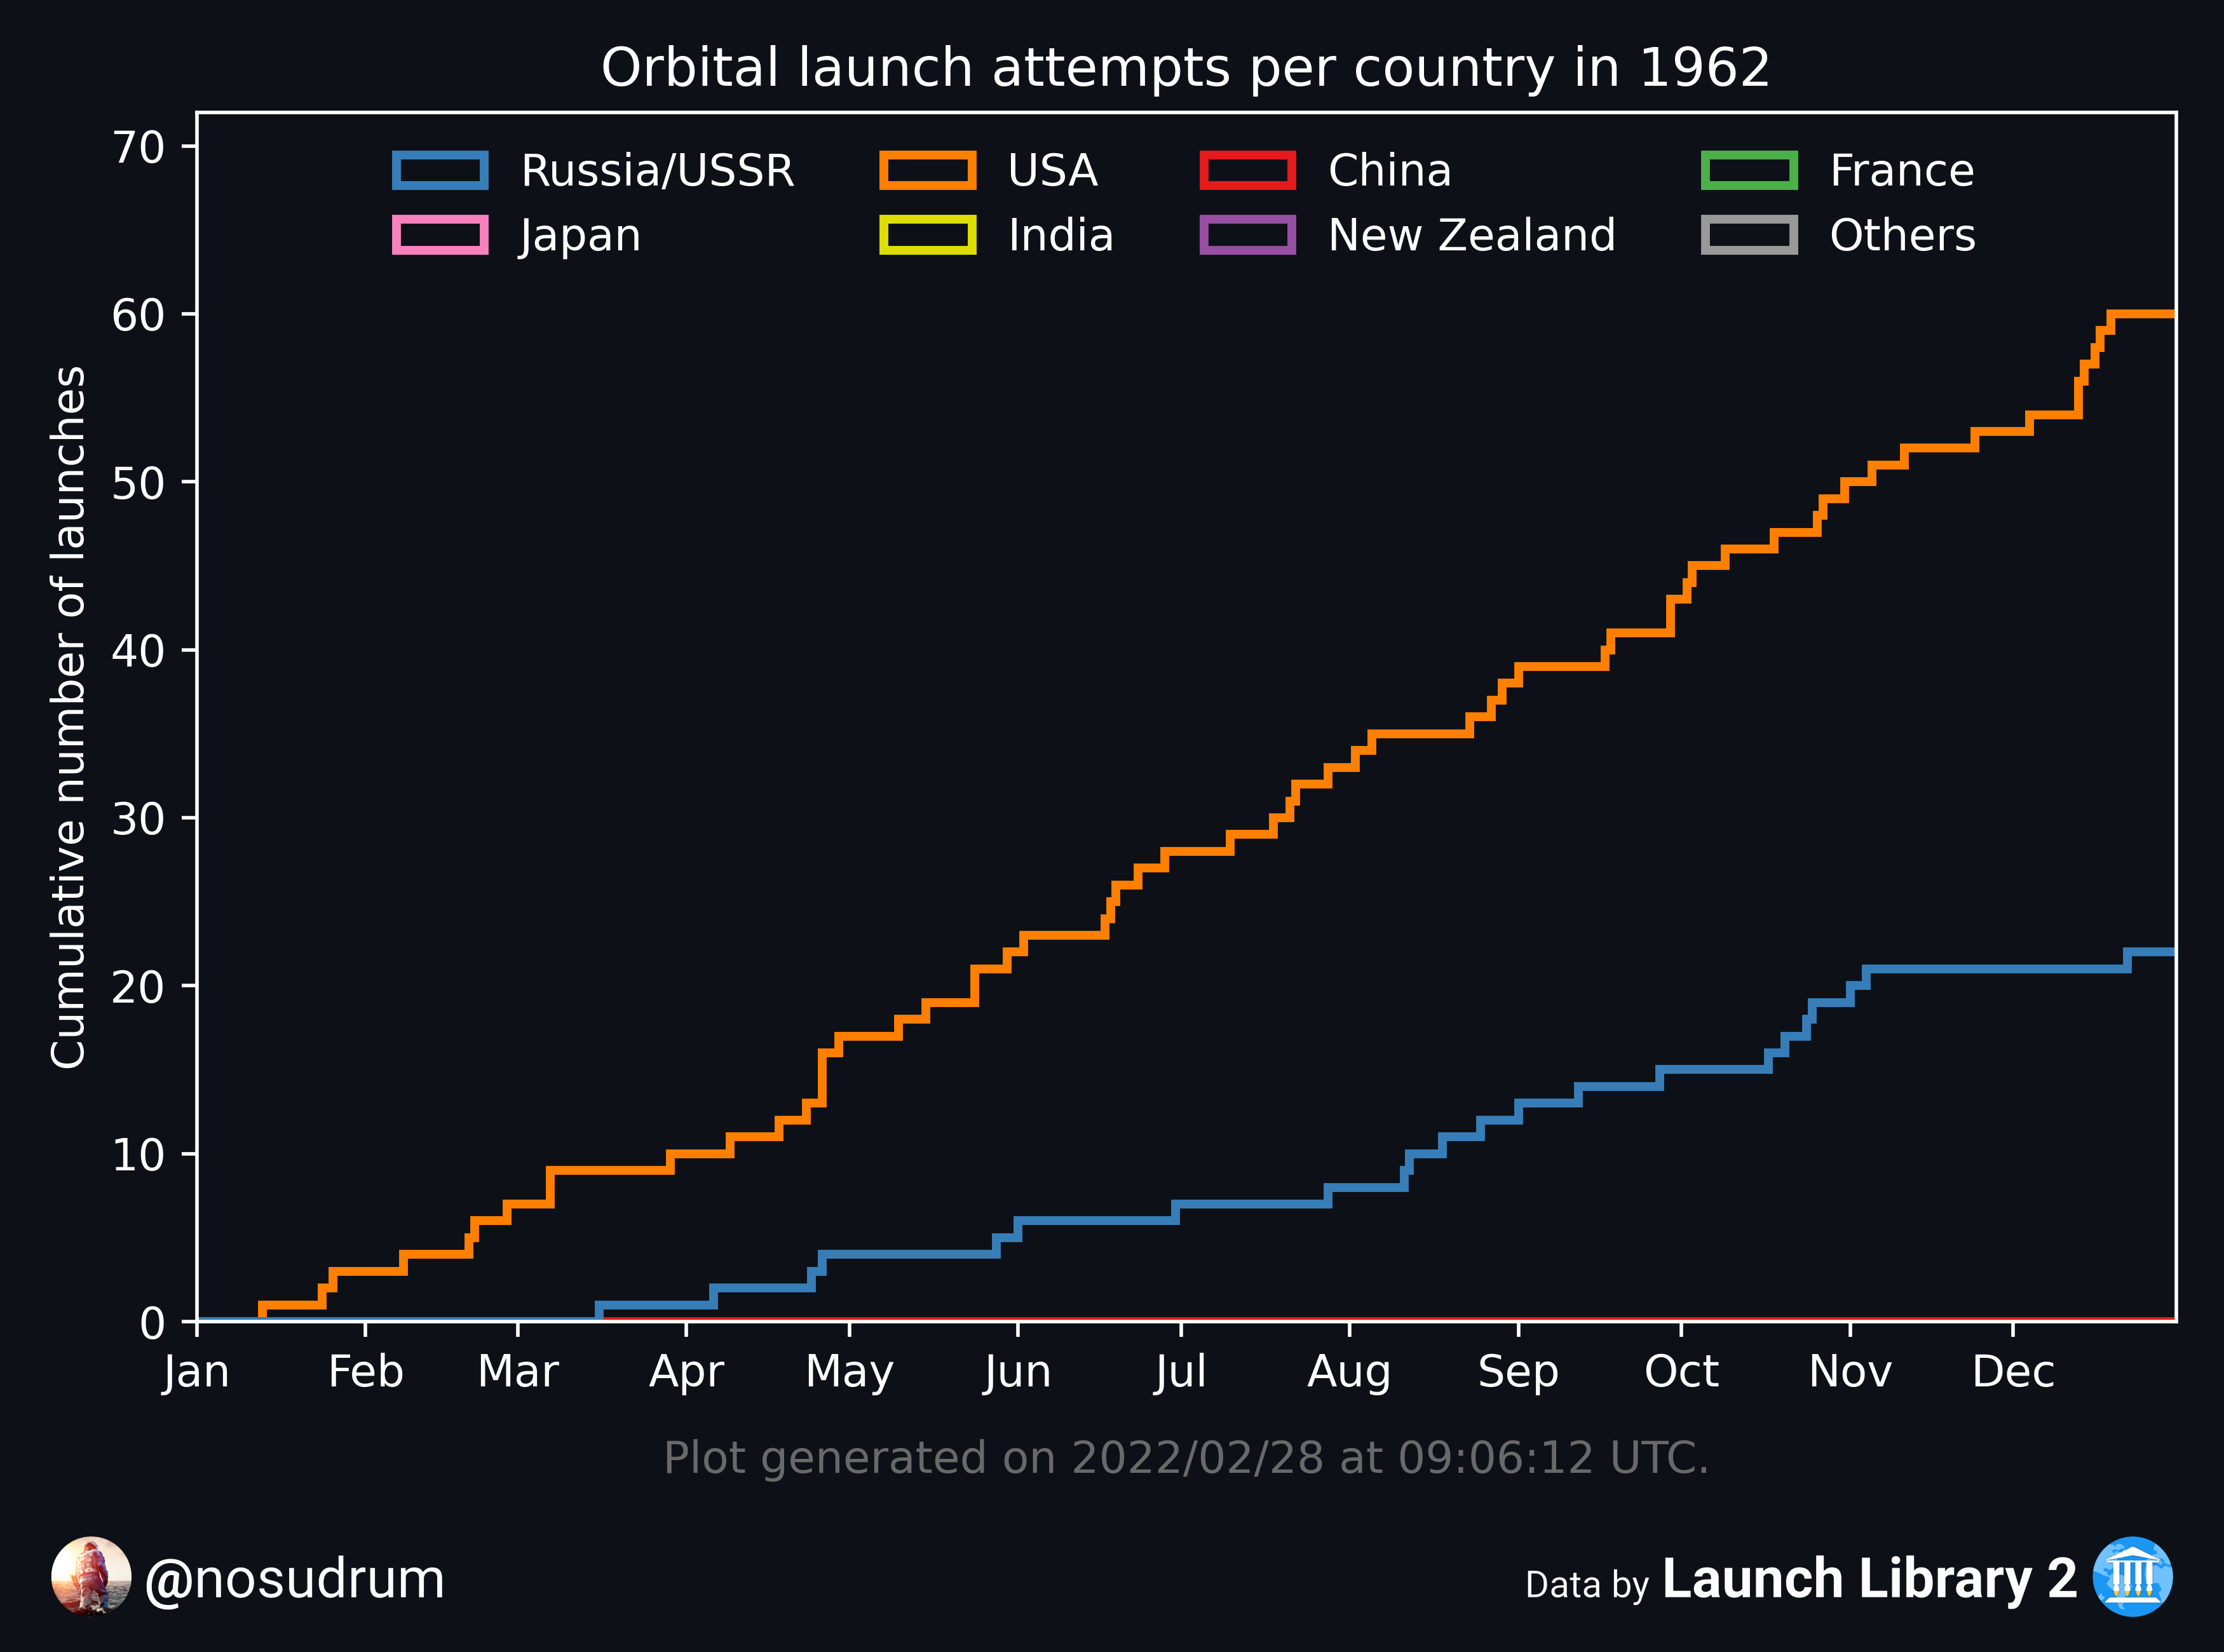 Orbital launch attempts per country in 1962
Russia/USSR USA China France
Japan India New Zealand Others
Cumulative number of launches
70
60
50
40
30
20
10
0
Jan Feb Mar Apr May Jun Jul Aug Sep Oct Nov Dec
Plot generated on 2022/02/28 at 09:06:12 UTC.
@nosudrum
Data by Launch Library 2